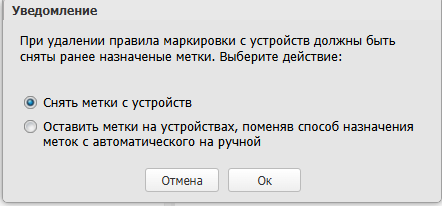 Уведомление
При удалении правила маркировки с устройств должны быть
сняты ранее назначеные метки. Выберите действие:
Снять метки с устройств
Оставить метки на устройствах, поменяв способ назначения
меток с автоматического на ручной
Отмена
Ок